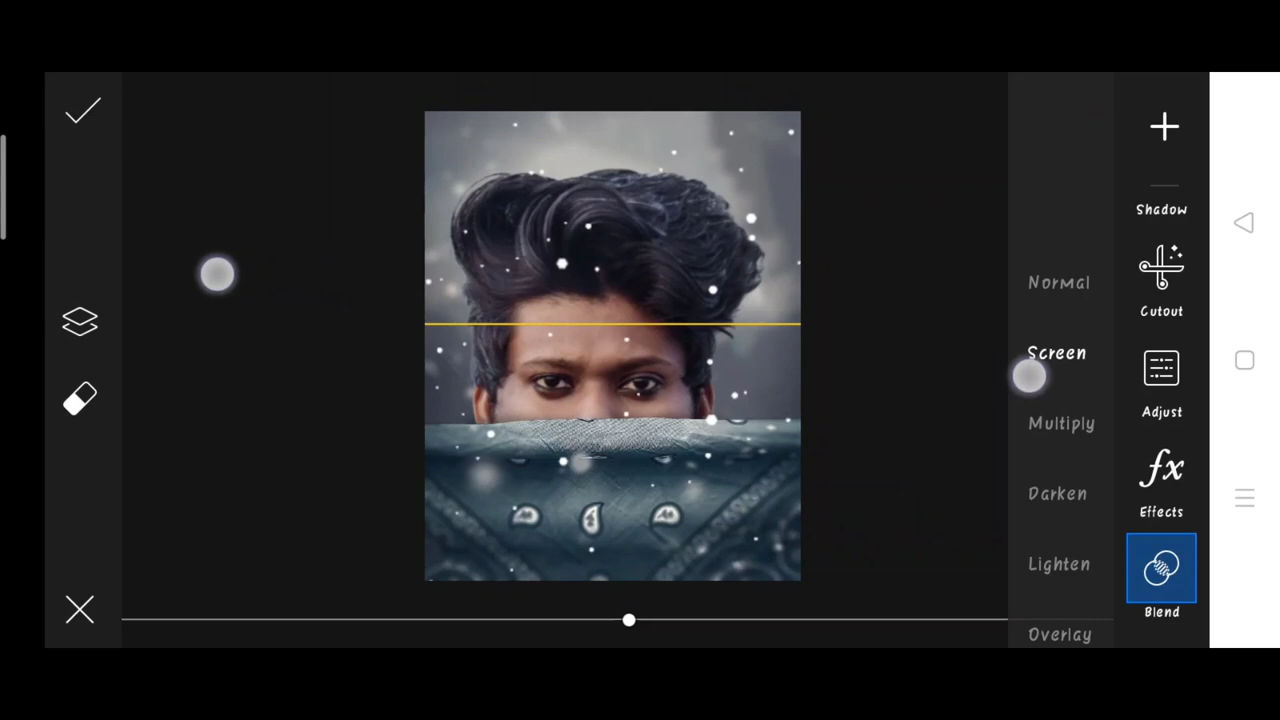 Normal
Screen
Multiply
Darken
Lighten
Overlay
Shadow
Cutout
Adjust
fx
Effects
Blend